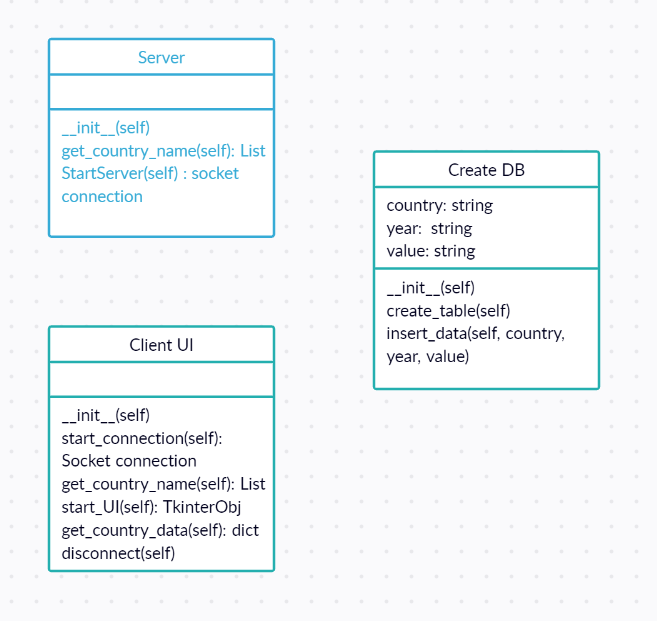 Server
__init__(self)
get_country_name(self): List
StartServer(self) : socket
connection
Create DB
country: string
year:  string
value: string
__init__(self)
create_table(self)
insert_data(self, country,
year, value)
Client UI
__init__(self)
start_connection(self):
Socket connection
get_country_name(self): List
start_UI(self): TkinterObj
get_country_data(self): dict
disconnect(self)